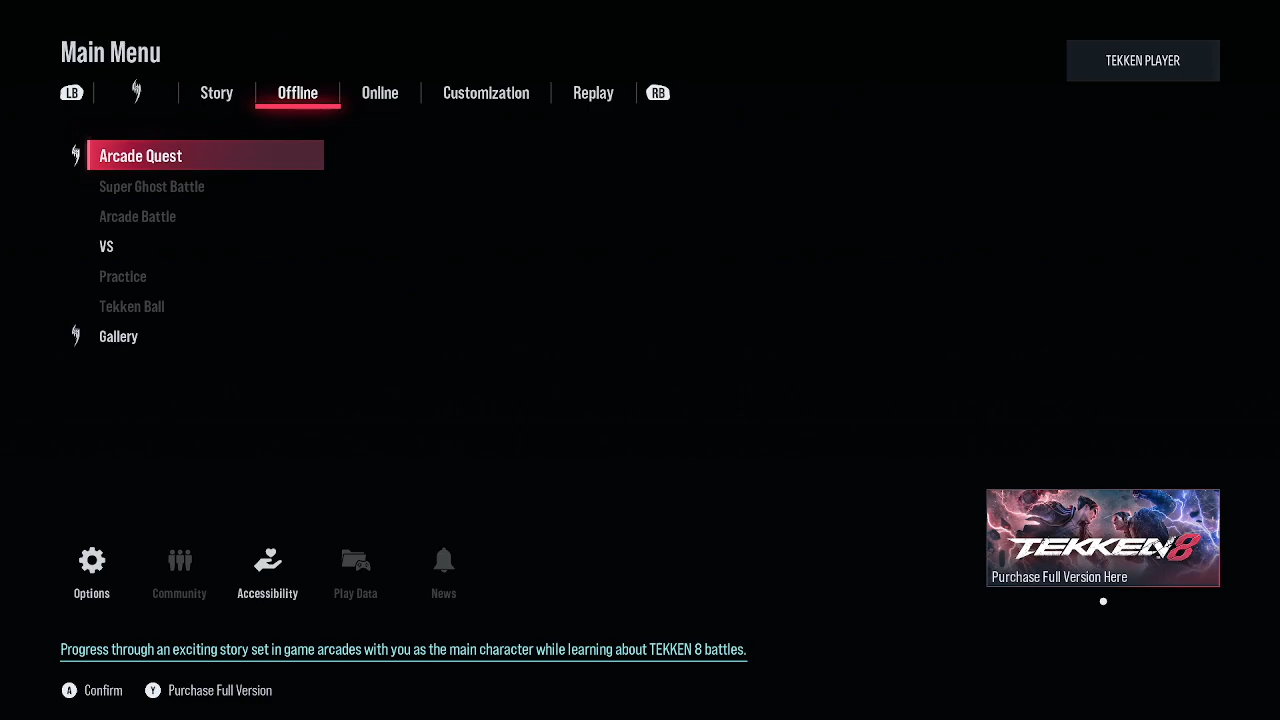 Main Menu
TEKKEN PLAYER
LB Story Offline Online Customization Replay RB
Arcade Quest
Super Ghost Battle
Arcade Battle
VS
Practice
Tekken Ball
Gallery
TEKKEN 8
Purchase Full Version Here
Options Community Accessibility Play Data News
Progress through an exciting story set in game arcades with you as the main character while learning about TEKKEN 8 battles.
A Confirm Y Purchase Full Version